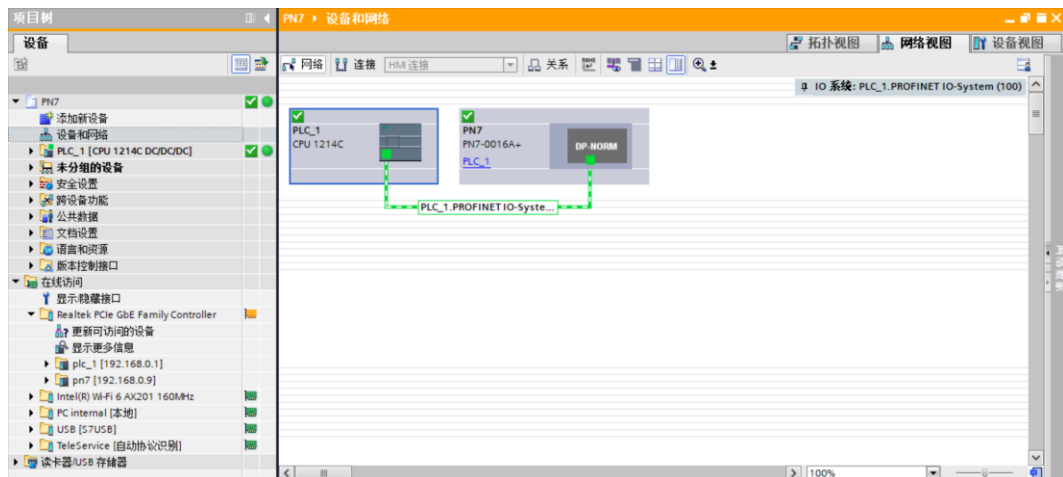 项目树
PN7 ▸ 设备和网络
设备
拓扑视图
网络视图
设备视图
网络
连接
HMI 连接
关系
IO 系统: PLC_1.PROFINET IO-System (100)
PN7
添加新设备
设备和网络
PLC_1 [CPU 1214C DC/DC/DC]
未分组的设备
安全设置
跨设备功能
公共数据
文档设置
语言和资源
版本控制接口
在线访问
显示/隐藏接口
Realtek PCIe GbE Family Controller
更新可访问的设备
显示更多信息
plc_1 [192.168.0.1]
pn7 [192.168.0.9]
Intel(R) Wi-Fi 6 AX201 160MHz
PC internal [本地]
USB [S7USB]
TeleService [自动协议识别]
读卡器/USB 存储器
PLC_1
CPU 1214C
PN7
PN7-0016A+
PLC_1
DP-NORM
PLC_1.PROFINET IO-Syste...
100%
网络数据